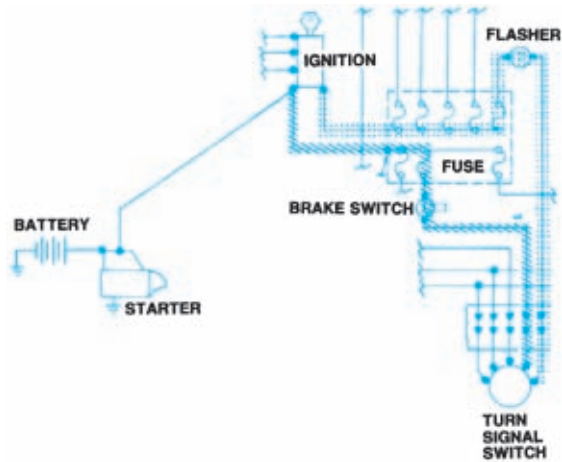 FLASHER
IGNITION
FUSE
BRAKE SWITCH
BATTERY
STARTER
TURN
SIGNAL
SWITCH